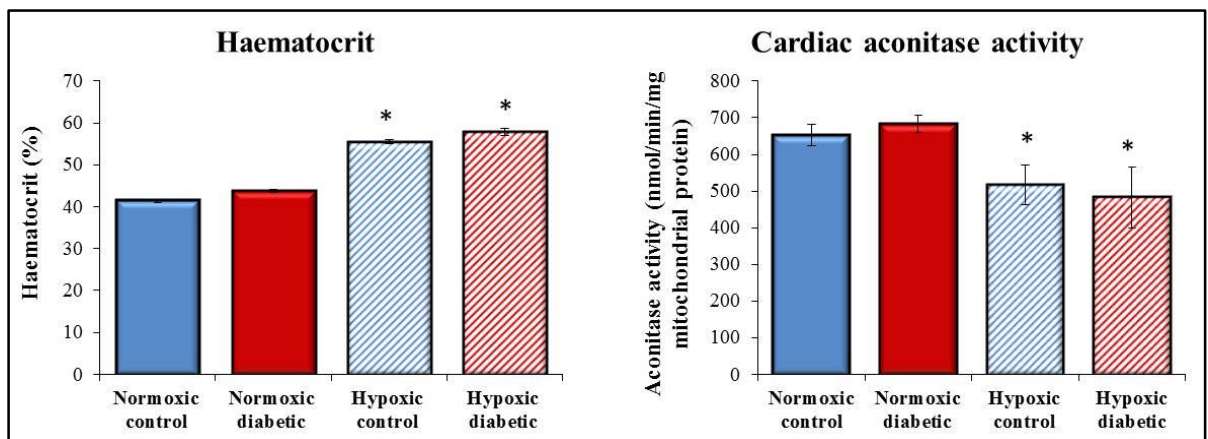 Haematocrit
Haematocrit (%)
70
60
50
40
30
20
10
0
*
*
Normoxic
control
Normoxic
diabetic
Hypoxic
control
Hypoxic
diabetic
Cardiac aconitase activity
Aconitase activity (nmol/min/mg
mitochondrial protein)
800
700
600
500
400
300
200
100
0
*
*
Normoxic
control
Normoxic
diabetic
Hypoxic
control
Hypoxic
diabetic